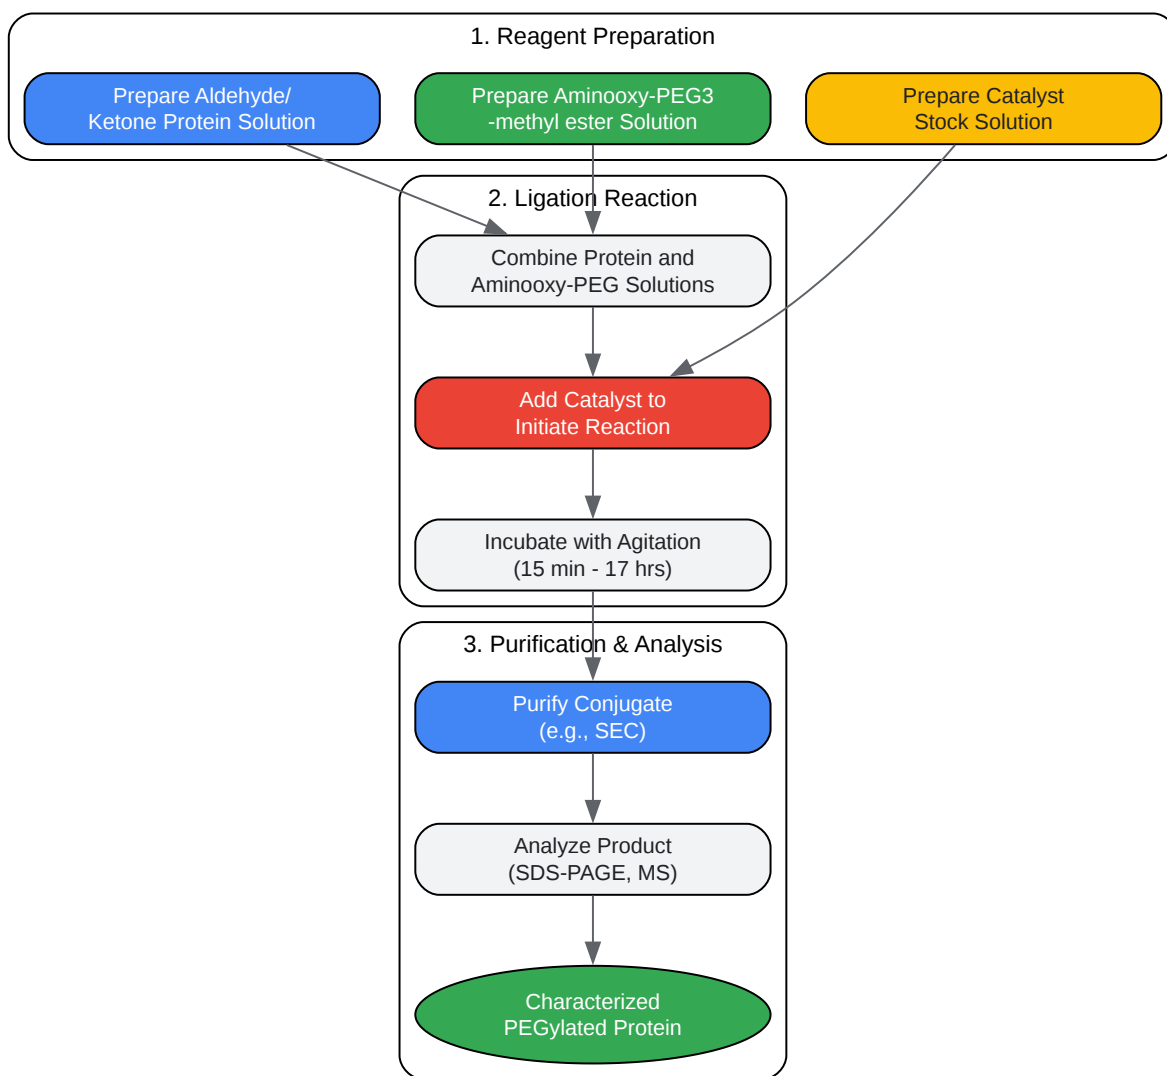 1. Reagent Preparation
Prepare Aldehyde/
Ketone Protein Solution
Prepare Aminooxy-PEG3
-methyl ester Solution
Prepare Catalyst
Stock Solution
2. Ligation Reaction
Combine Protein and
Aminooxy-PEG Solutions
Add Catalyst to
Initiate Reaction
Incubate with Agitation
(15 min - 17 hrs)
3. Purification & Analysis
Purify Conjugate
(e.g., SEC)
Analyze Product
(SDS-PAGE, MS)
Characterized
PEGylated Protein